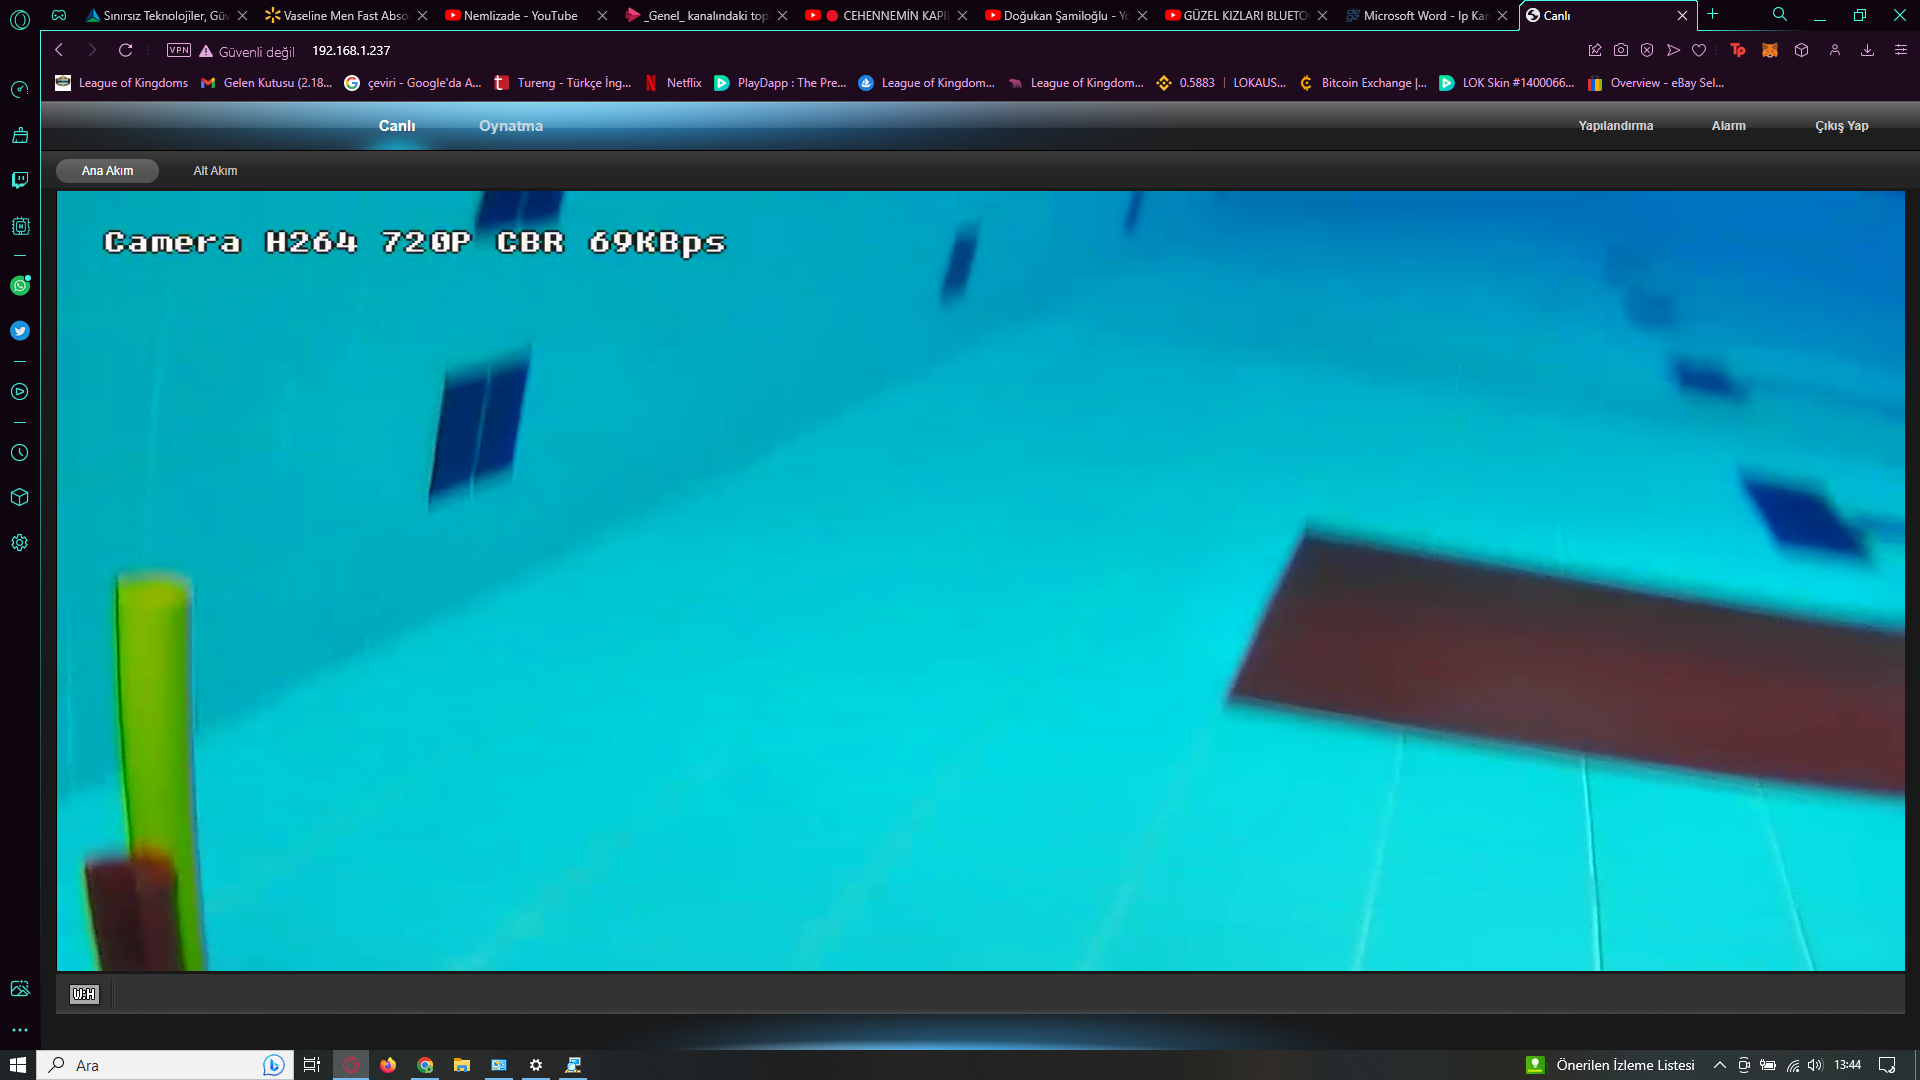 Sınırsız Teknolojiler, Gü
Vaseline Men Fast Abso
Nemlizade - YouTube
_Genel_ kanalındaki top
CEHENNEMİN KAPI
Doğukan Şamiloğlu - Yo
GÜZEL KIZLARI BLUETO
Microsoft Word - Ip Kar
Canlı
VPN
Güvenli değil
192.168.1.237
Tp
League of Kingdoms
Gelen Kutusu (2.18...
çeviri - Google'da A...
Tureng - Türkçe İng...
Netflix
PlayDapp : The Pre...
League of Kingdom...
League of Kingdom...
0.5883 | LOKAUS...
Bitcoin Exchange |...
LOK Skin #1400066...
Overview - eBay Sel...
Canlı
Oynatma
Yapılandırma
Alarm
Çıkış Yap
Ana Akım
Alt Akım
Camera H264 720P CBR 69KBps
W:H
Ara
Önerilen İzleme Listesi
13:44